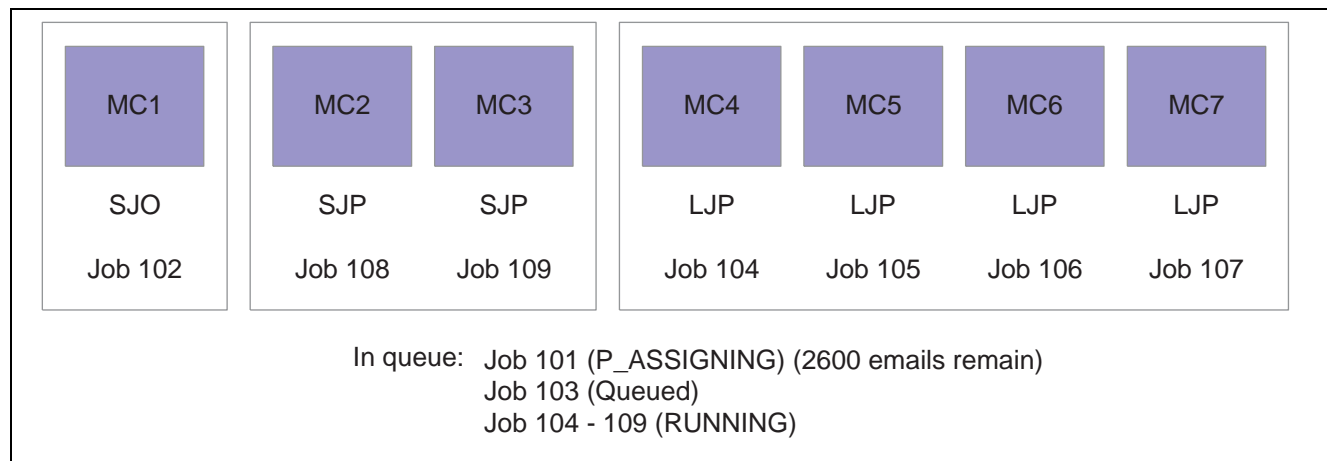 MC1 MC2 MC3 MC4 MC5 MC6 MC7
SJO SJP SJP LJP LJP LJP LJP
Job 102 Job 108 Job 109 Job 104 Job 105 Job 106 Job 107
In queue: Job 101 (P_ASSIGNING) (2600 emails remain)
Job 103 (Queued)
Job 104 - 109 (RUNNING)